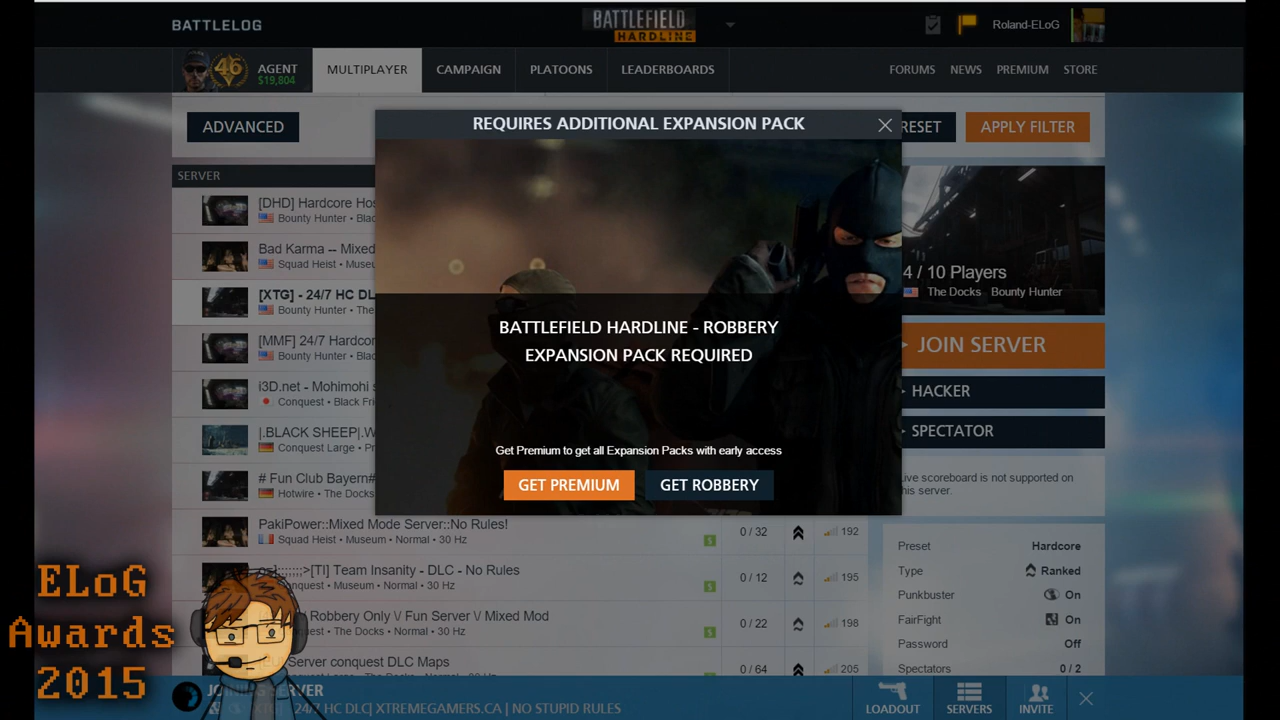 BATTLELOG
BATTLEFIELD
HARDLINE
Roland-ELoG
46
AGENT
$19,804
MULTIPLAYER
CAMPAIGN
PLATOONS
LEADERBOARDS
FORUMS
NEWS
PREMIUM
STORE
ADVANCED
RESET
APPLY FILTER
REQUIRES ADDITIONAL EXPANSION PACK
BATTLEFIELD HARDLINE - ROBBERY
EXPANSION PACK REQUIRED
Get Premium to get all Expansion Packs with early access
GET PREMIUM
GET ROBBERY
SERVER
[DHD] Hardcore Hos
Bounty Hunter • Blac
Bad Karma -- Mixed
Squad Heist • Museu
[XTG] - 24/7 HC DL
Bounty Hunter • The
[MMF] 24/7 Hardcor
Bounty Hunter • Blac
i3D.net - Mohimohi s
Conquest • Black Fri
|.BLACK SHEEP|.W
Conquest Large • Pr
# Fun Club Bayern#
Hotwire • The Docks
PakiPower::Mixed Mode Server::No Rules!
Squad Heist • Museum • Normal • 30 Hz
0 / 32
192
[TI] Team Insanity - DLC - No Rules
onquest • Museum • Normal • 30 Hz
0 / 12
195
Robbery Only \/ Fun Server \/ Mixed Mod
quest • The Docks • Normal • 30 Hz
0 / 22
198
Server conquest DLC Maps
0 / 64
205
4 / 10 Players
The Docks Bounty Hunter
JOIN SERVER
HACKER
SPECTATOR
Live scoreboard is not supported on
this server.
Preset Hardcore
Type Ranked
Punkbuster On
FairFight On
Password Off
Spectators 0 / 2
ELoG
Awards
2015
SERVER
24/7 HC DLC| XTREMEGAMERS.CA | NO STUPID RULES
LOADOUT
SERVERS
INVITE